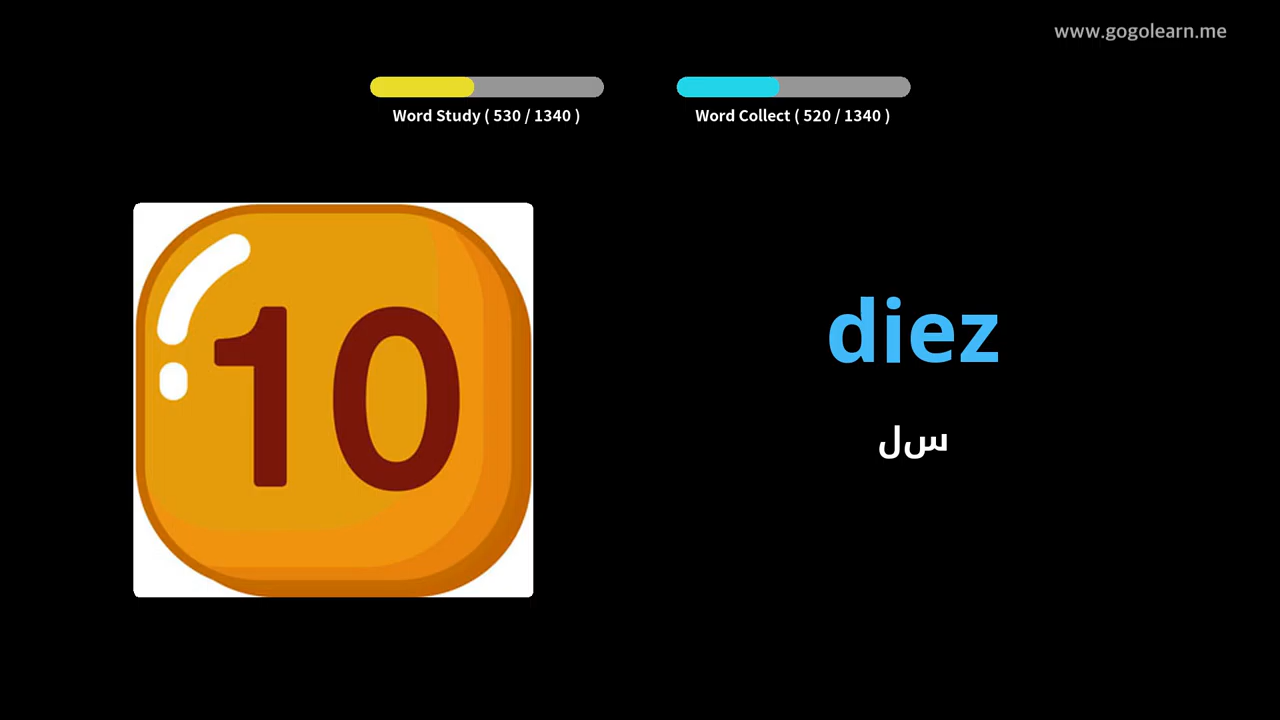 www.gogolearn.me
Word Study ( 530 / 1340 )
Word Collect ( 520 / 1340 )
10
diez
سل